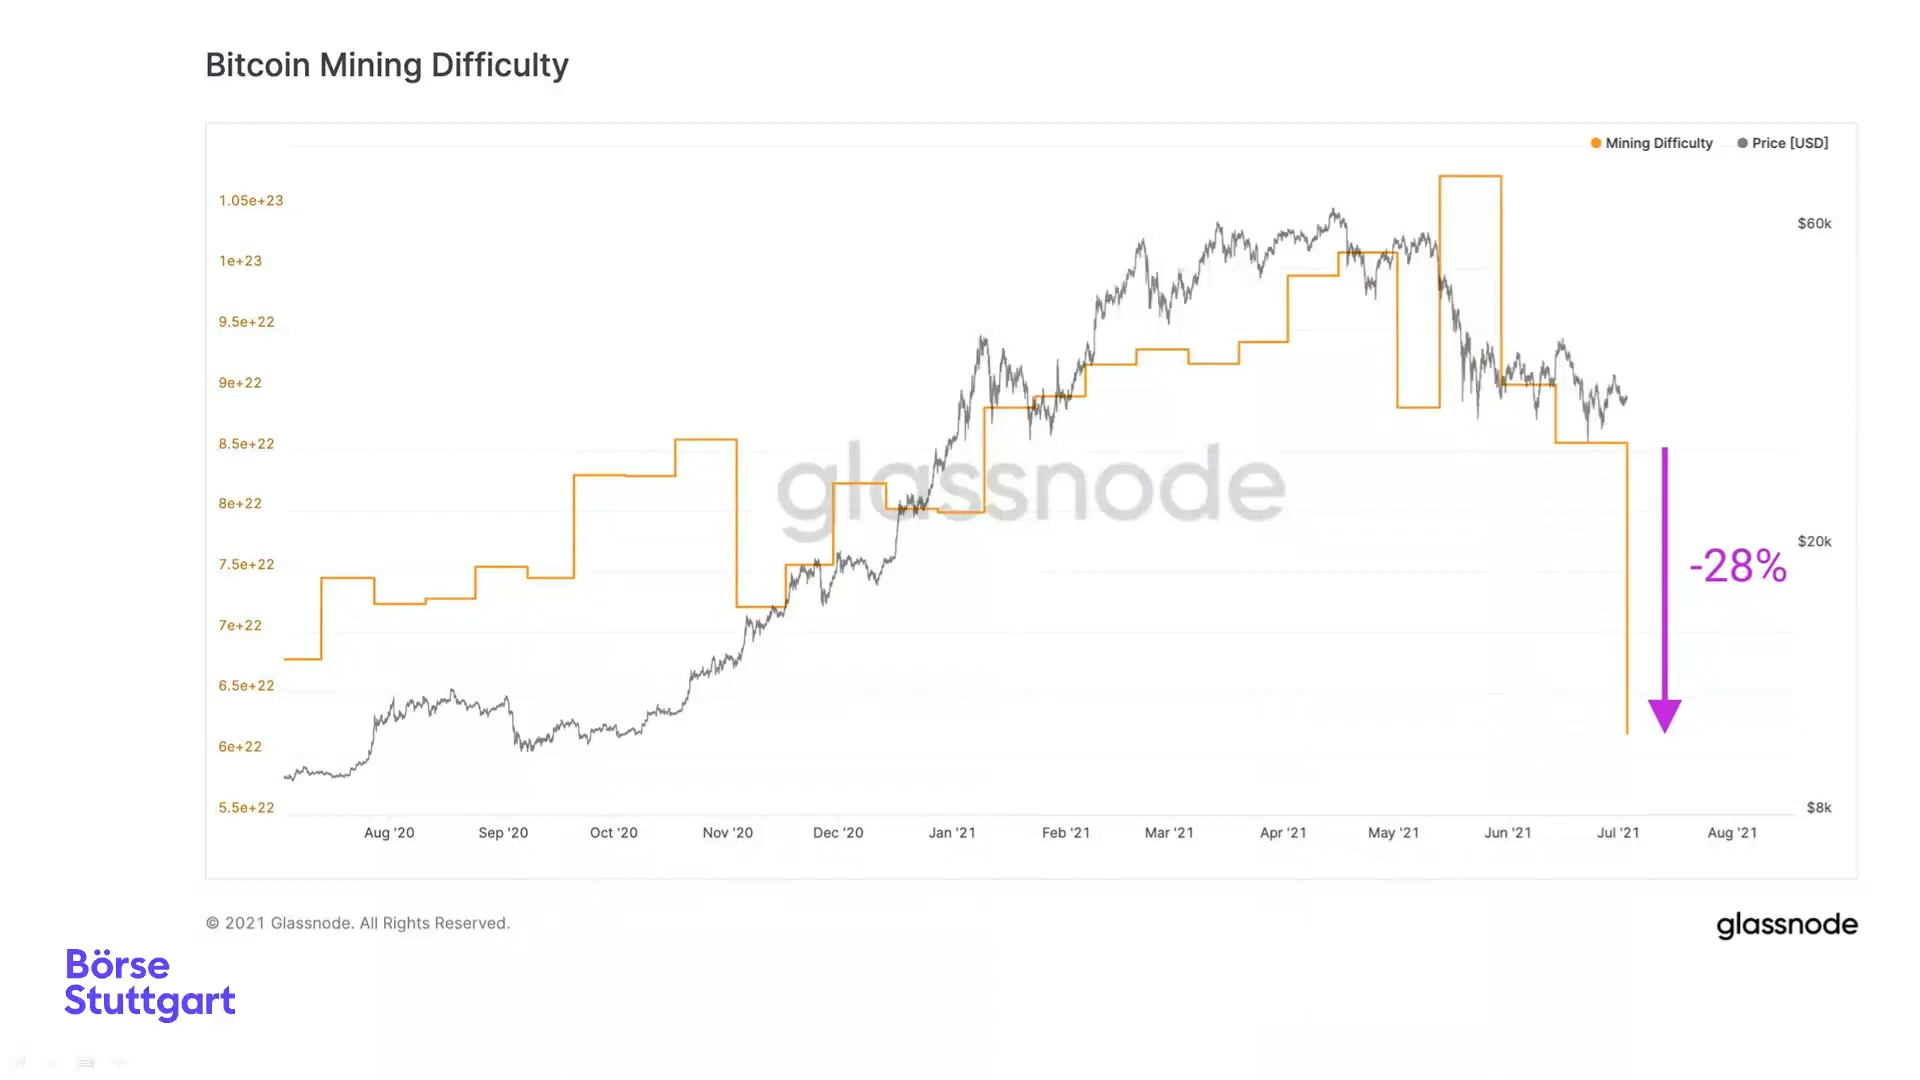 Bitcoin Mining Difficulty
Mining Difficulty Price [USD]
1.05e+23
1e+23
9.5e+22
9e+22
8.5e+22
8e+22
7.5e+22
7e+22
6.5e+22
6e+22
5.5e+22
$60k
$20k
$8k
glassnode
-28%
Aug '20 Sep '20 Oct '20 Nov '20 Dec '20 Jan '21 Feb '21 Mar '21 Apr '21 May '21 Jun '21 Jul '21 Aug '21
© 2021 Glassnode. All Rights Reserved.
glassnode
Börse
Stuttgart